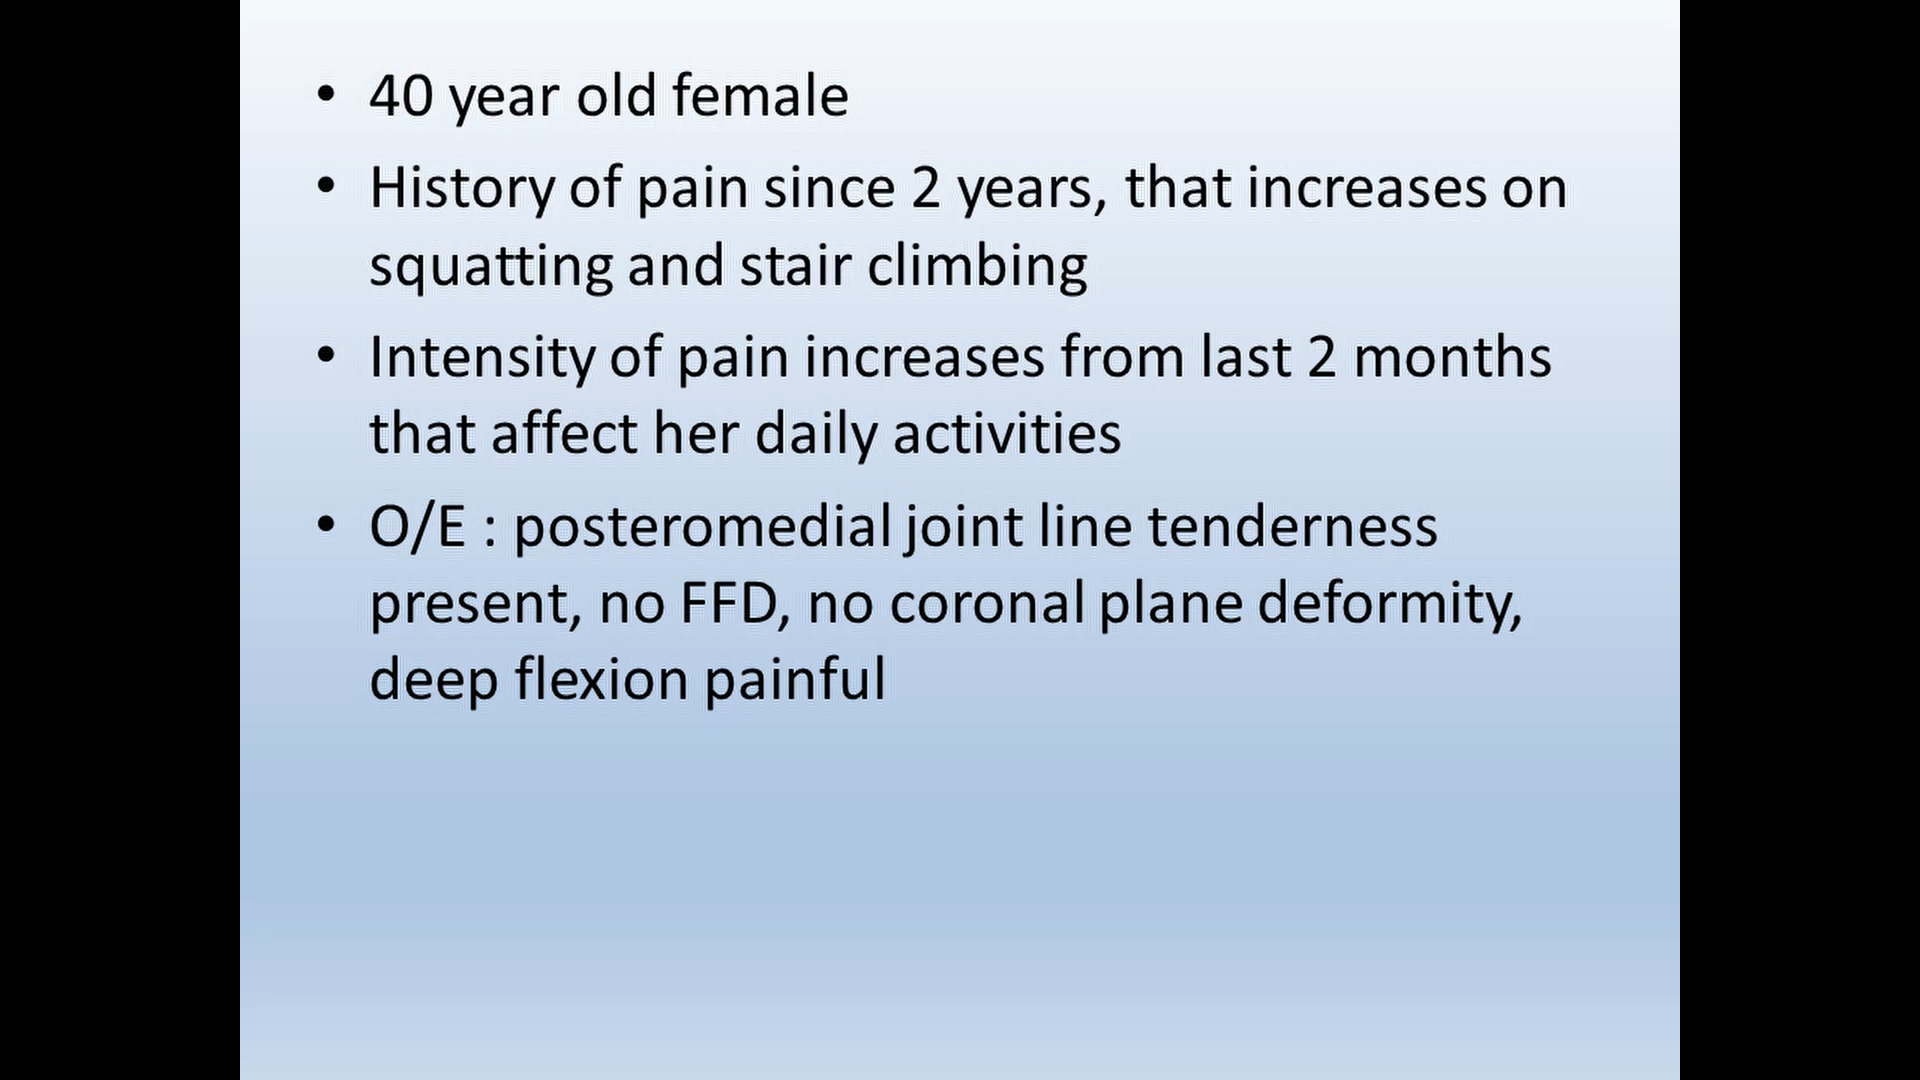 • 40 year old female
• History of pain since 2 years, that increases on
squatting and stair climbing
• Intensity of pain increases from last 2 months
that affect her daily activities
• O/E : posteromedial joint line tenderness
present, no FFD, no coronal plane deformity,
deep flexion painful